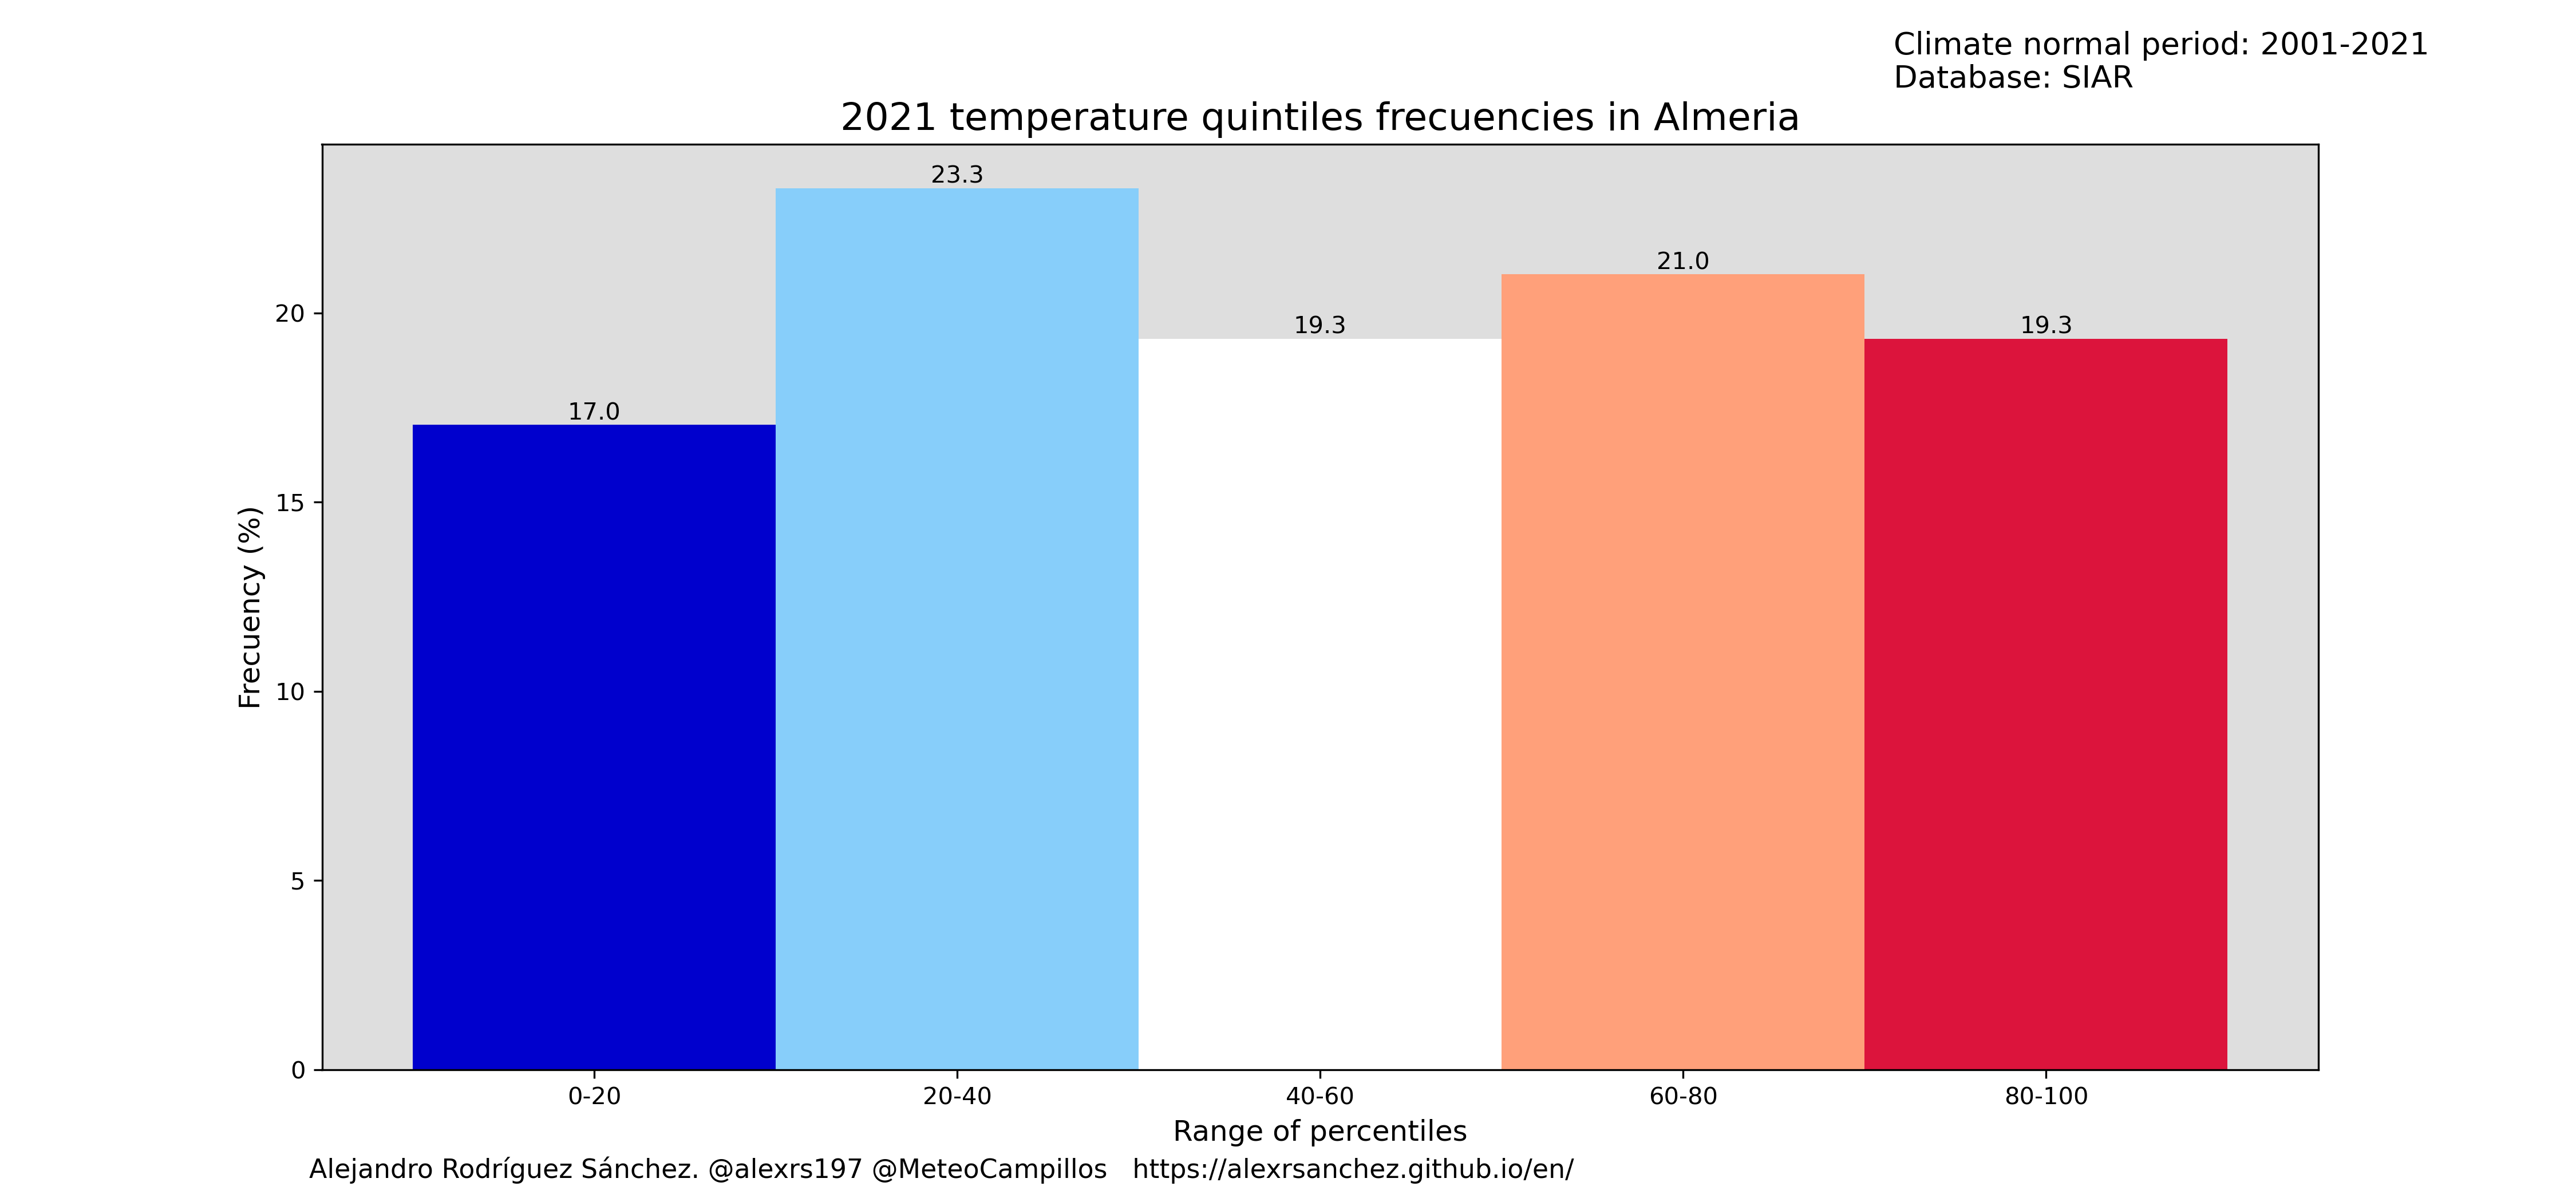 Climate normal period: 2001-2021
Database: SIAR
2021 temperature quintiles frecuencies in Almeria
23.3
21.0
19.3
19.3
17.0
20
15
10
5
0
Frecuency (%)
0-20
20-40
40-60
60-80
80-100
Range of percentiles
Alejandro Rodríguez Sánchez. @alexrs197 @MeteoCampillos https://alexrsanchez.github.io/en/